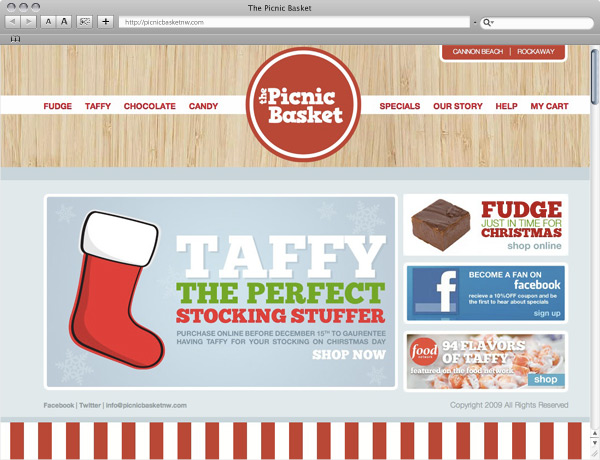 The Picnic Basket
A A +
http://picnicbasketnw.com
CANNON BEACH | ROCKAWAY
FUDGE TAFFY CHOCOLATE CANDY
the Picnic
Basket
SPECIALS OUR STORY HELP MY CART
TAFFY
THE PERFECT
STOCKING STUFFER
PURCHASE ONLINE BEFORE DECEMBER 15TH TO GAURENTEE
HAVING TAFFY FOR YOUR STOCKING ON CHIRSTMAS DAY
SHOP NOW
FUDGE
JUST IN TIME FOR
CHRISTMAS
shop online
f
BECOME A FAN ON
facebook
recieve a 10%OFF coupon and be
the first to hear about specials
sign up
food
network
94 FLAVORS
OF TAFFY
featured on the food network
shop
Facebook | Twitter | info@picnicbasketnw.com
Copyright 2009 All Rights Reserved